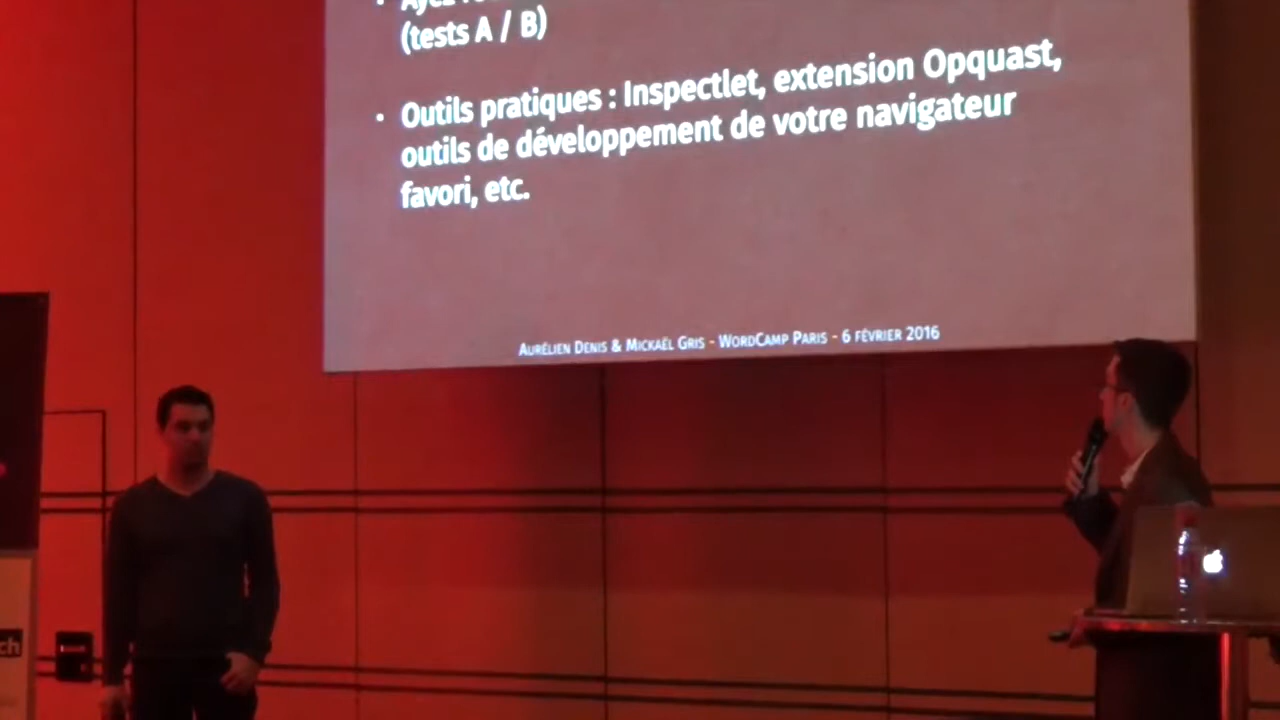 (tests A / B)
• Outils pratiques : Inspectlet, extension Opquast,
outils de développement de votre navigateur
favori, etc.
Aurélien Denis & Mickaël Gris - WordCamp Paris - 6 février 2016
ch